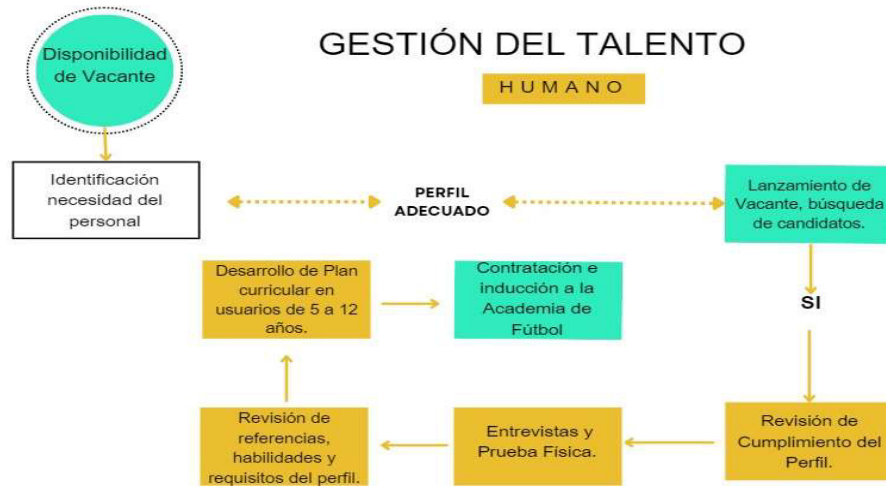 Disponibilidad
de Vacante
GESTIÓN DEL TALENTO
HUMANO
Identificación
necesidad del
personal
PERFIL
ADECUADO
Lanzamiento de
Vacante, búsqueda
de candidatos.
SI
Desarrollo de Plan
curricular en
usuarios de 5 a 12
años.
Contratación e
inducción a la
Academia de
Fútbol
Revisión de
referencias,
habilidades y
requisitos del perfil.
Entrevistas y
Prueba Física.
Revisión de
Cumplimiento del
Perfil.